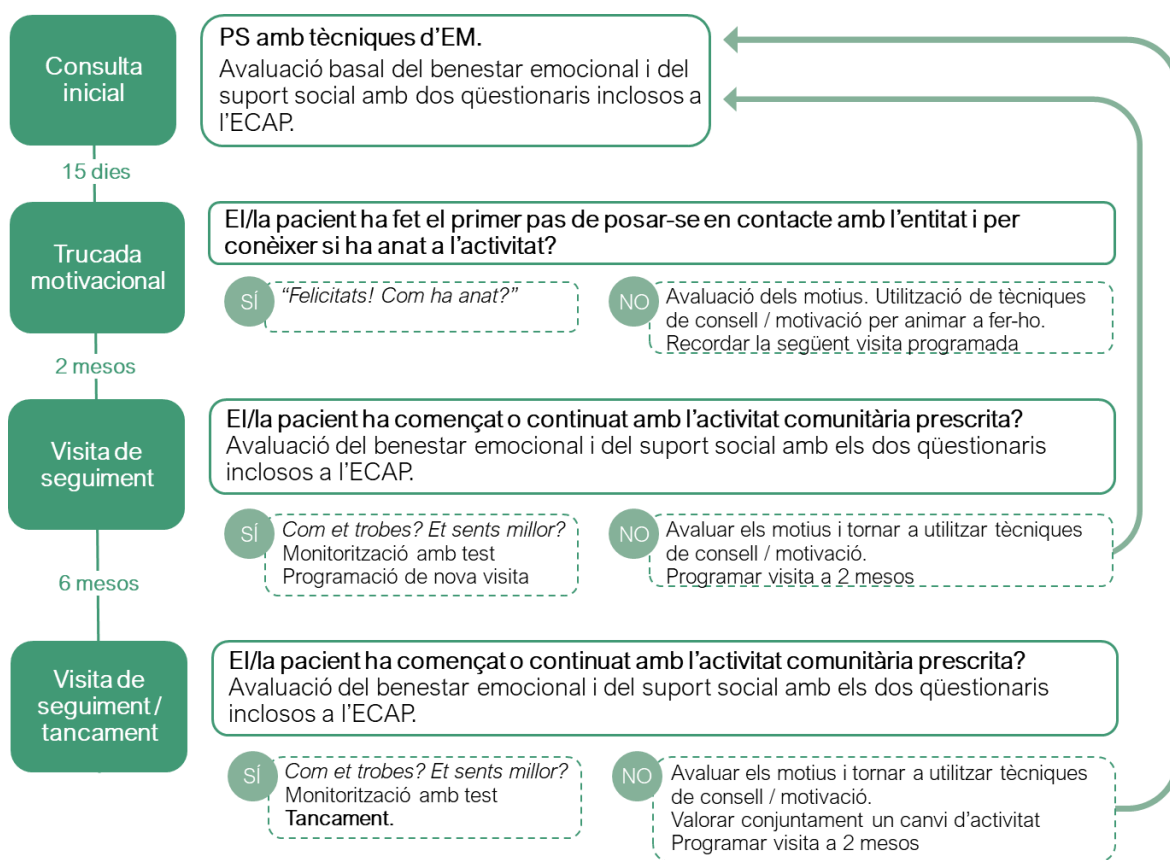 Consulta
inicial
PS amb tècniques d’EM.
Avaluació basal del benestar emocional i del
suport social amb dos qüestionaris inclosos a
l’ECAP.
15 dies
Trucada
motivacional
El/la pacient ha fet el primer pas de posar-se en contacte amb l’entitat i per
conèixer si ha anat a l’activitat?
SÍ
“Felicitats! Com ha anat?”
NO
Avaluació dels motius. Utilització de tècniques
de consell / motivació per animar a fer-ho.
Recordar la següent visita programada
2 mesos
Visita de
seguiment
El/la pacient ha començat o continuat amb l’activitat comunitària prescrita?
Avaluació del benestar emocional i del suport social amb els dos qüestionaris
inclosos a l’ECAP.
SÍ
Com et trobes? Et sents millor?
Monitorització amb test
Programació de nova visita
NO
Avaluar els motius i tornar a utilitzar tècniques
de consell / motivació.
Programar visita a 2 mesos
6 mesos
Visita de
seguiment /
tancament
El/la pacient ha començat o continuat amb l’activitat comunitària prescrita?
Avaluació del benestar emocional i del suport social amb els dos qüestionaris
inclosos a l’ECAP.
SÍ
Com et trobes? Et sents millor?
Monitorització amb test
Tancament.
NO
Avaluar els motius i tornar a utilitzar tècniques
de consell / motivació.
Valorar conjuntament un canvi d’activitat
Programar visita a 2 mesos